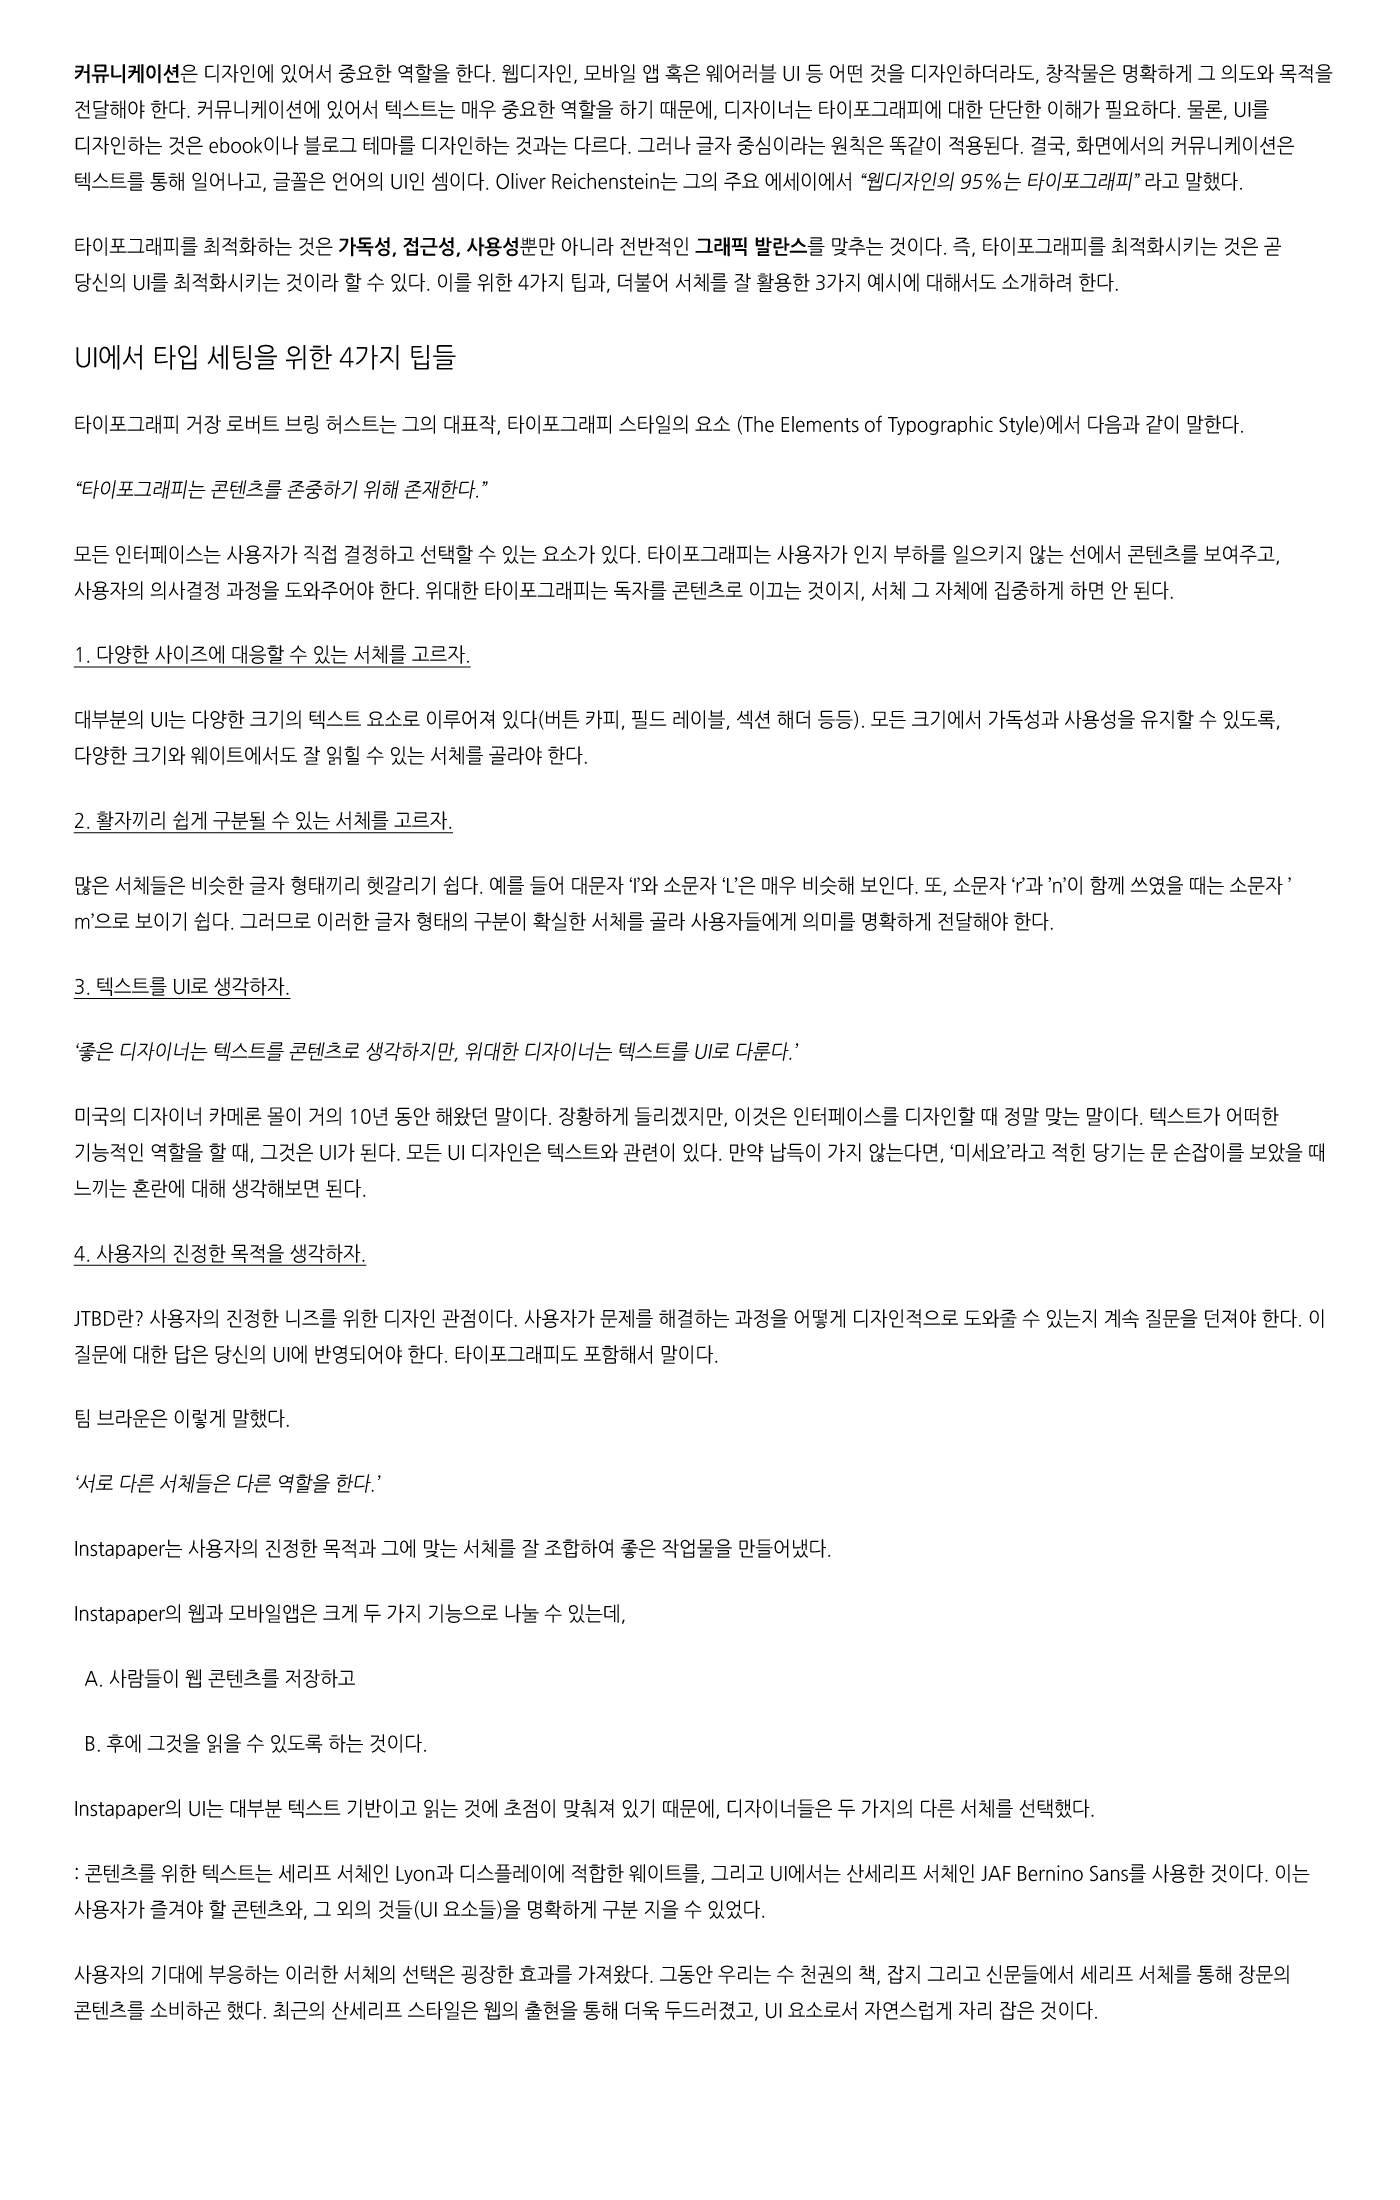 커뮤니케이션은 디자인에 있어서 중요한 역할을 한다. 웹디자인, 모바일 앱 혹은 웨어러블 UI 등 어떤 것을 디자인하더라도, 창작물은 명확하게 그 의도와 목적을
전달해야 한다. 커뮤니케이션에 있어서 텍스트는 매우 중요한 역할을 하기 때문에, 디자이너는 타이포그래피에 대한 단단한 이해가 필요하다. 물론, UI를
디자인하는 것은 ebook이나 블로그 테마를 디자인하는 것과는 다르다. 그러나 글자 중심이라는 원칙은 똑같이 적용된다. 결국, 화면에서의 커뮤니케이션은
텍스트를 통해 일어나고, 글꼴은 언어의 UI인 셈이다. Oliver Reichenstein는 그의 주요 에세이에서 “웹디자인의 95%는 타이포그래피” 라고 말했다.
타이포그래피를 최적화하는 것은 가독성, 접근성, 사용성뿐만 아니라 전반적인 그래픽 발란스를 맞추는 것이다. 즉, 타이포그래피를 최적화시키는 것은 곧
당신의 UI를 최적화시키는 것이라 할 수 있다. 이를 위한 4가지 팁과, 더불어 서체를 잘 활용한 3가지 예시에 대해서도 소개하려 한다.
UI에서 타입 세팅을 위한 4가지 팁들
타이포그래피 거장 로버트 브링 허스트는 그의 대표작, 타이포그래피 스타일의 요소 (The Elements of Typographic Style)에서 다음과 같이 말한다.
“타이포그래피는 콘텐츠를 존중하기 위해 존재한다.”
모든 인터페이스는 사용자가 직접 결정하고 선택할 수 있는 요소가 있다. 타이포그래피는 사용자가 인지 부하를 일으키지 않는 선에서 콘텐츠를 보여주고,
사용자의 의사결정 과정을 도와주어야 한다. 위대한 타이포그래피는 독자를 콘텐츠로 이끄는 것이지, 서체 그 자체에 집중하게 하면 안 된다.
1. 다양한 사이즈에 대응할 수 있는 서체를 고르자.
대부분의 UI는 다양한 크기의 텍스트 요소로 이루어져 있다(버튼 카피, 필드 레이블, 섹션 해더 등등). 모든 크기에서 가독성과 사용성을 유지할 수 있도록,
다양한 크기와 웨이트에서도 잘 읽힐 수 있는 서체를 골라야 한다.
2. 활자끼리 쉽게 구분될 수 있는 서체를 고르자.
많은 서체들은 비슷한 글자 형태끼리 헷갈리기 쉽다. 예를 들어 대문자 ‘I’와 소문자 ‘L’은 매우 비슷해 보인다. 또, 소문자 ‘r’과 ’n’이 함께 쓰였을 때는 소문자 ’
m’으로 보이기 쉽다. 그러므로 이러한 글자 형태의 구분이 확실한 서체를 골라 사용자들에게 의미를 명확하게 전달해야 한다.
3. 텍스트를 UI로 생각하자.
‘좋은 디자이너는 텍스트를 콘텐츠로 생각하지만, 위대한 디자이너는 텍스트를 UI로 다룬다.’
미국의 디자이너 카메론 몰이 거의 10년 동안 해왔던 말이다. 장황하게 들리겠지만, 이것은 인터페이스를 디자인할 때 정말 맞는 말이다. 텍스트가 어떠한
기능적인 역할을 할 때, 그것은 UI가 된다. 모든 UI 디자인은 텍스트와 관련이 있다. 만약 납득이 가지 않는다면, ‘미세요’라고 적힌 당기는 문 손잡이를 보았을 때
느끼는 혼란에 대해 생각해보면 된다.
4. 사용자의 진정한 목적을 생각하자.
JTBD란? 사용자의 진정한 니즈를 위한 디자인 관점이다. 사용자가 문제를 해결하는 과정을 어떻게 디자인적으로 도와줄 수 있는지 계속 질문을 던져야 한다. 이
질문에 대한 답은 당신의 UI에 반영되어야 한다. 타이포그래피도 포함해서 말이다.
팀 브라운은 이렇게 말했다.
‘서로 다른 서체들은 다른 역할을 한다.’
Instapaper는 사용자의 진정한 목적과 그에 맞는 서체를 잘 조합하여 좋은 작업물을 만들어냈다.
Instapaper의 웹과 모바일앱은 크게 두 가지 기능으로 나눌 수 있는데,
A. 사람들이 웹 콘텐츠를 저장하고
B. 후에 그것을 읽을 수 있도록 하는 것이다.
Instapaper의 UI는 대부분 텍스트 기반이고 읽는 것에 초점이 맞춰져 있기 때문에, 디자이너들은 두 가지의 다른 서체를 선택했다.
: 콘텐츠를 위한 텍스트는 세리프 서체인 Lyon과 디스플레이에 적합한 웨이트를, 그리고 UI에서는 산세리프 서체인 JAF Bernino Sans를 사용한 것이다. 이는
사용자가 즐겨야 할 콘텐츠와, 그 외의 것들(UI 요소들)을 명확하게 구분 지을 수 있었다.
사용자의 기대에 부응하는 이러한 서체의 선택은 굉장한 효과를 가져왔다. 그동안 우리는 수 천권의 책, 잡지 그리고 신문들에서 세리프 서체를 통해 장문의
콘텐츠를 소비하곤 했다. 최근의 산세리프 스타일은 웹의 출현을 통해 더욱 두드러졌고, UI 요소로서 자연스럽게 자리 잡은 것이다.